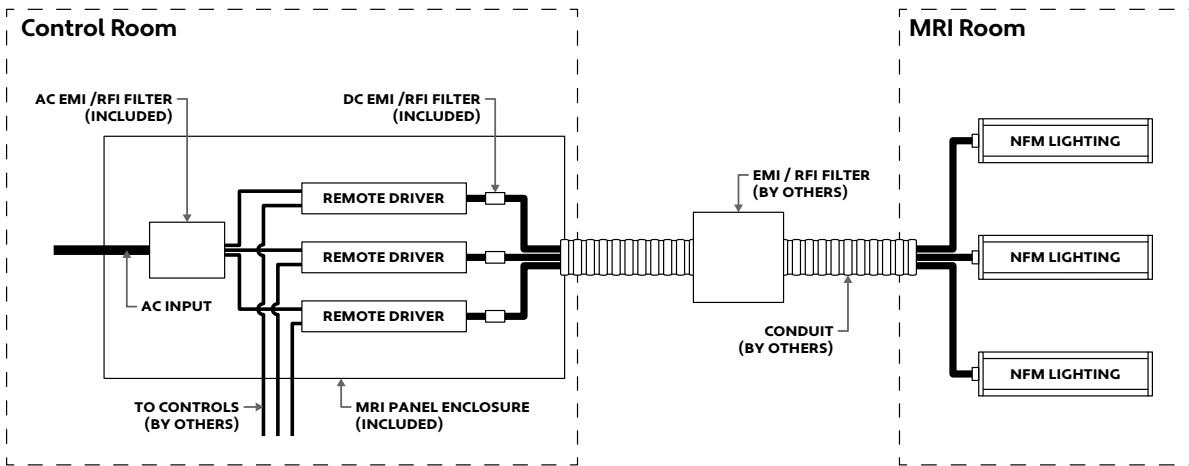 Control Room
MRI Room
AC EMI /RFI FILTER
(INCLUDED)
DC EMI /RFI FILTER
(INCLUDED)
NFM LIGHTING
EMI / RFI FILTER
(BY OTHERS)
REMOTE DRIVER
REMOTE DRIVER
NFM LIGHTING
AC INPUT
REMOTE DRIVER
CONDUIT
(BY OTHERS)
NFM LIGHTING
TO CONTROLS
(BY OTHERS)
MRI PANEL ENCLOSURE
(INCLUDED)